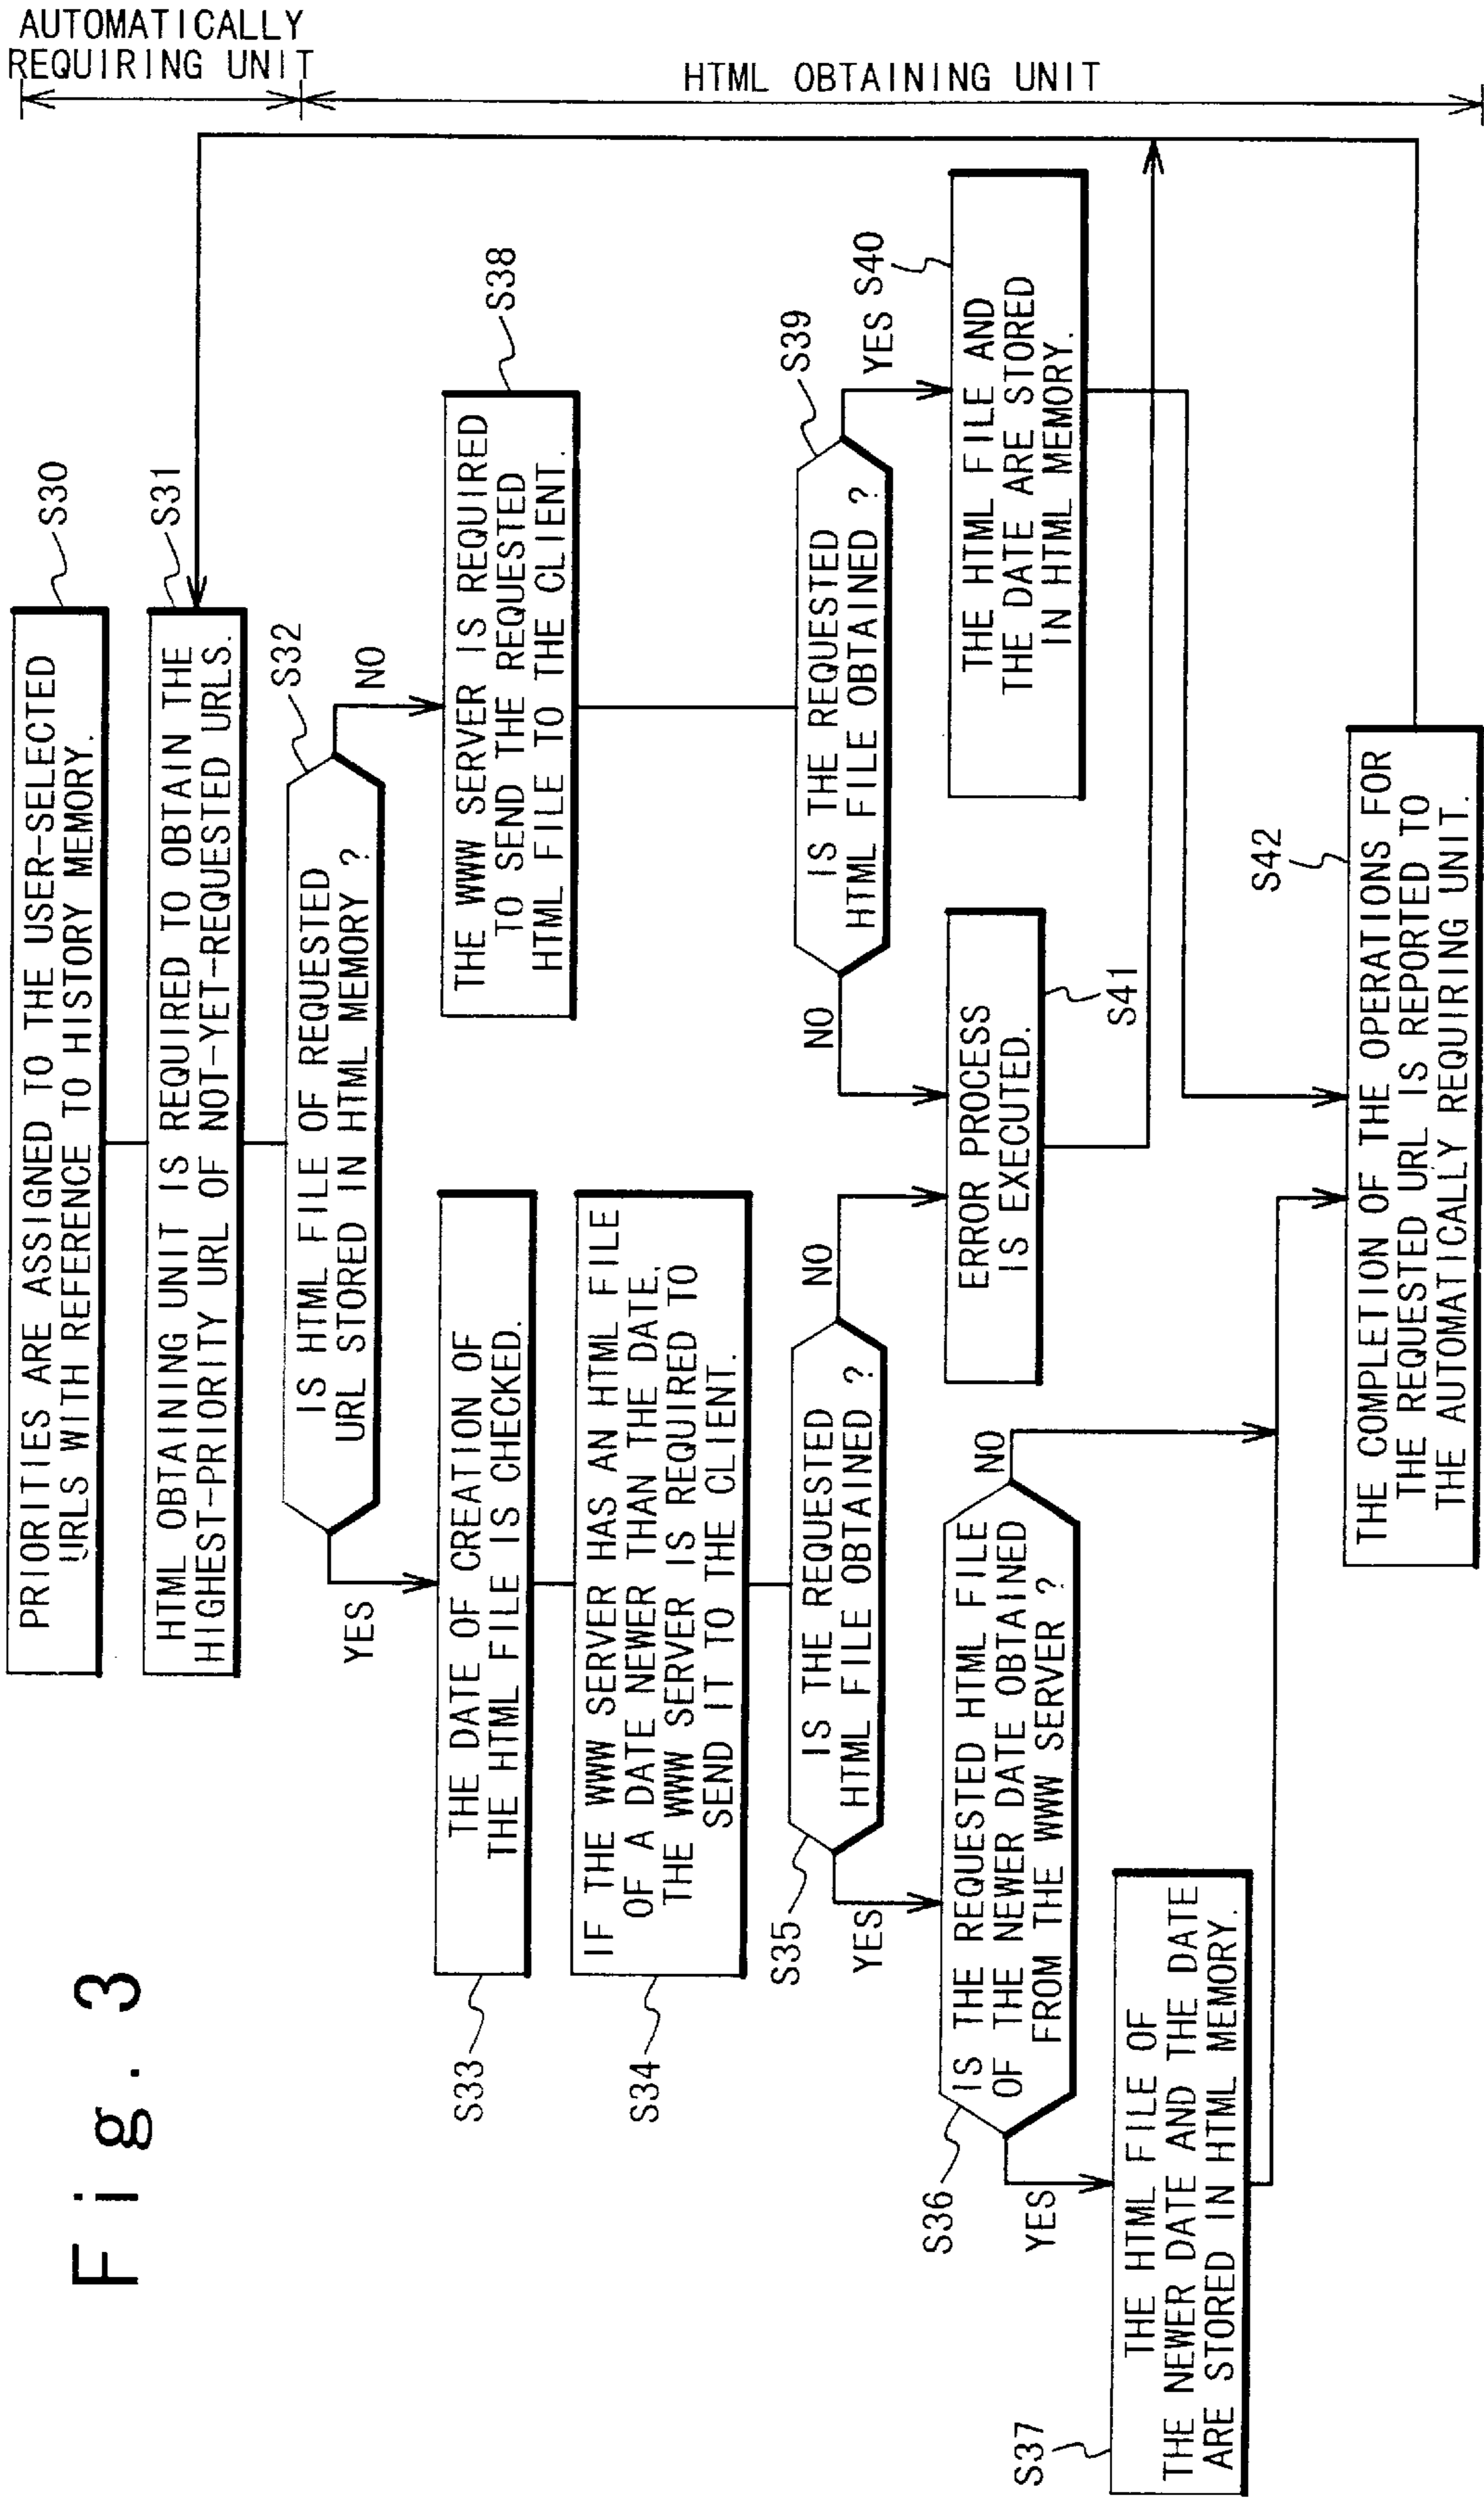 Fig. 3
AUTOMATICALLY
REQUIRING UNIT
HTML OBTAINING UNIT
S30
PRIORITIES ARE ASSIGNED TO THE USER-SELECTED
URLS WITH REFERENCE TO HISTORY MEMORY.
S31
HTML OBTAINING UNIT IS REQUIRED TO OBTAIN THE
HIGHEST-PRIORITY URL OF NOT-YET-REQUESTED URLS.
S32
IS HTML FILE OF REQUESTED
URL STORED IN HTML MEMORY ?
YES
NO
S33
THE DATE OF CREATION OF
THE HTML FILE IS CHECKED.
S34
IF THE WWW SERVER HAS AN HTML FILE
OF A DATE NEWER THAN THE DATE,
THE WWW SERVER IS REQUIRED TO
SEND IT TO THE CLIENT.
S38
THE WWW SERVER IS REQUIRED
TO SEND THE REQUESTED
HTML FILE TO THE CLIENT.
S35
IS THE REQUESTED
HTML FILE OBTAINED ?
YES
NO
S39
IS THE REQUESTED
HTML FILE OBTAINED ?
NO
YES
S36
IS THE REQUESTED HTML FILE
OF THE NEWER DATE OBTAINED
FROM THE WWW SERVER ?
YES
NO
ERROR PROCESS
IS EXECUTED.
S41
S40
THE HTML FILE AND
THE DATE ARE STORED
IN HTML MEMORY.
S37
THE HTML FILE OF
THE NEWER DATE AND THE DATE
ARE STORED IN HTML MEMORY.
S42
THE COMPLETION OF THE OPERATIONS FOR
THE REQUESTED URL IS REPORTED TO
THE AUTOMATICALLY REQUIRING UNIT.